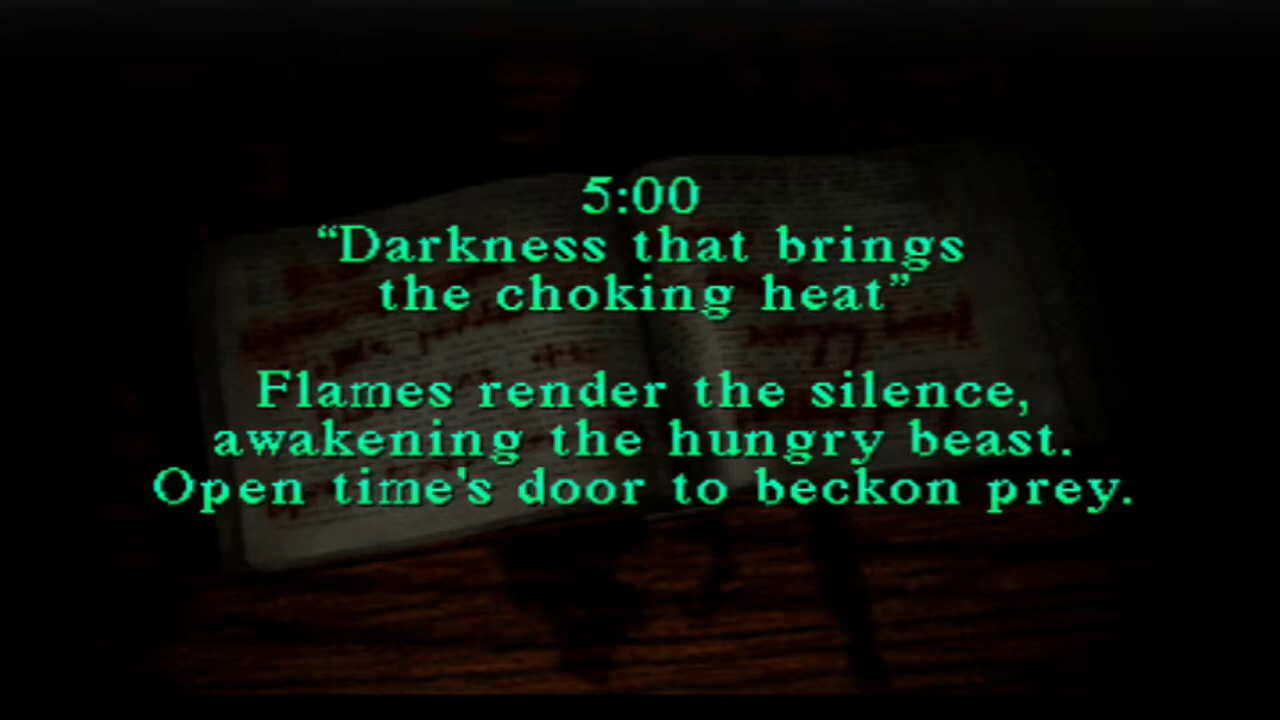 5:00
“Darkness that brings
the choking heat”
Flames render the silence,
awakening the hungry beast.
Open time's door to beckon prey.